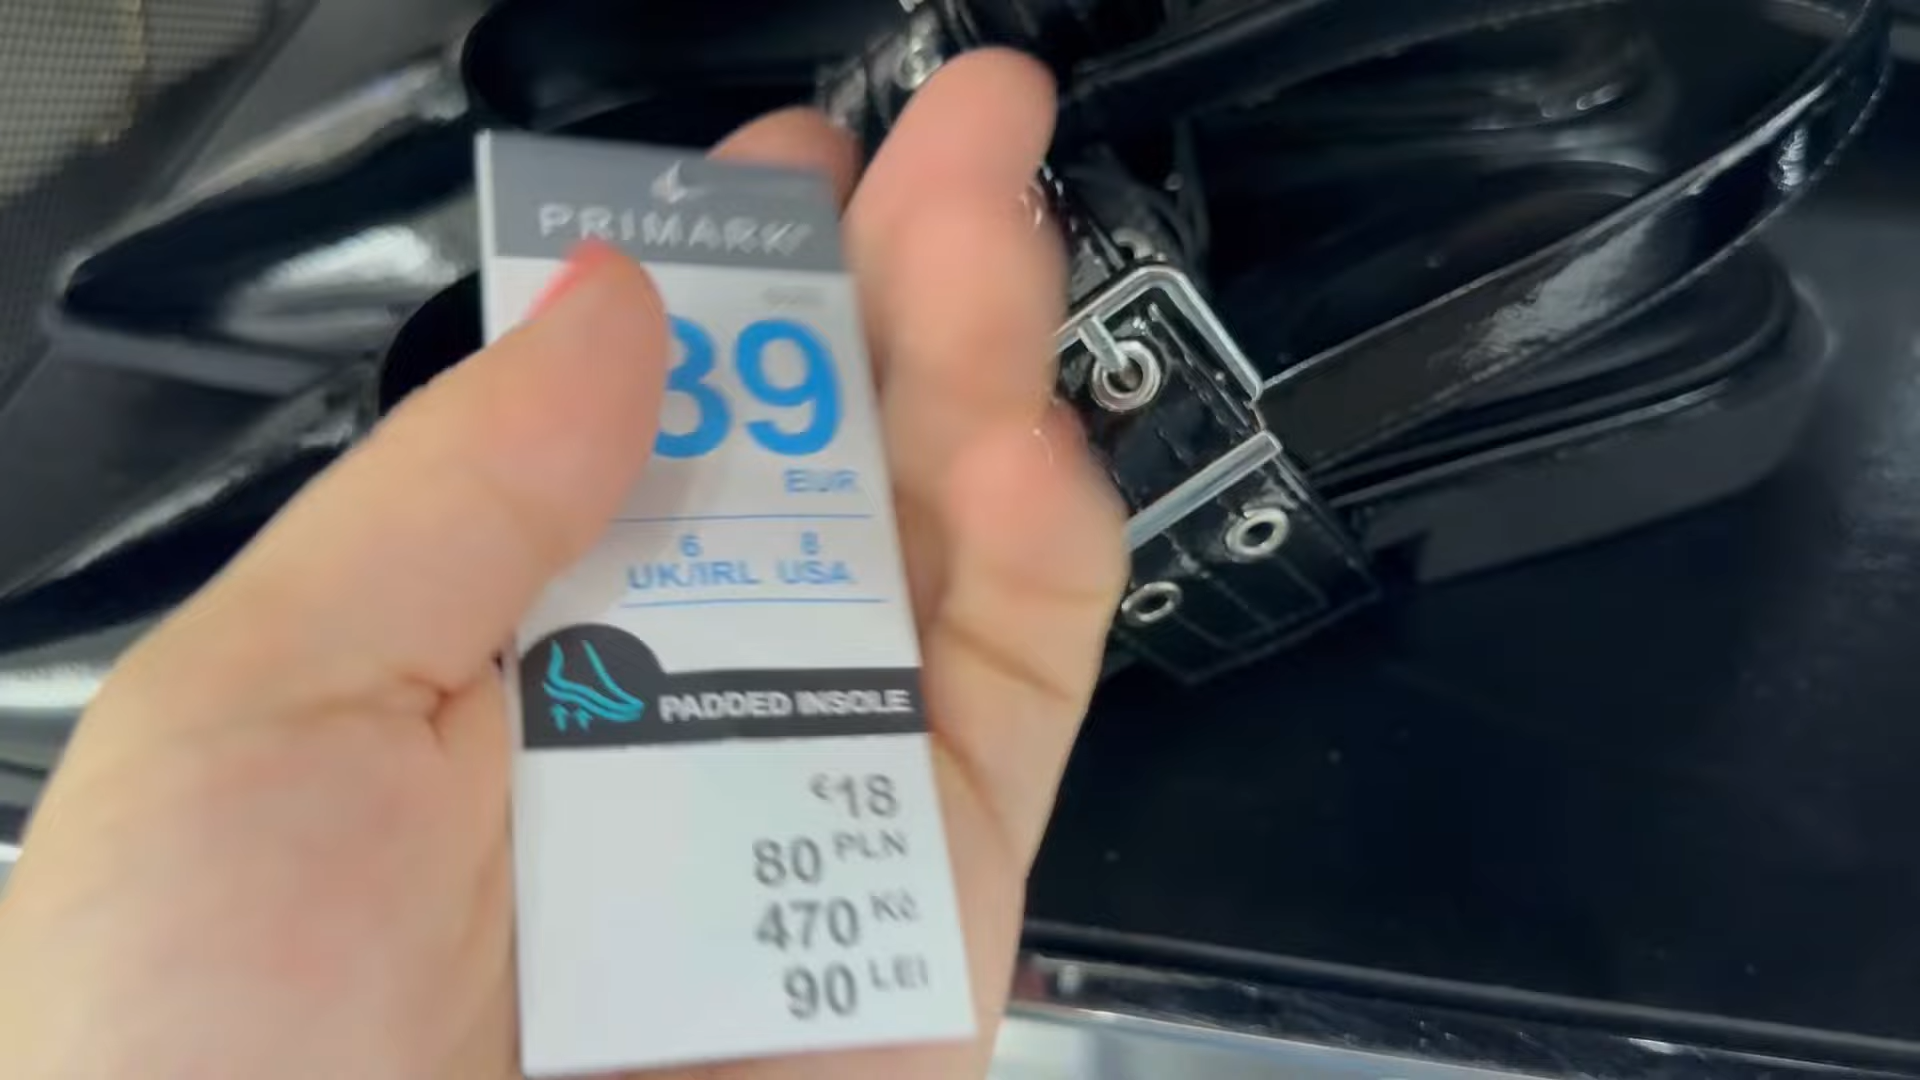 PRIMARK
39
EUR
6 8
UK/IRL USA
PADDED INSOLE
€18
80 PLN
470 Kč
90 LEI